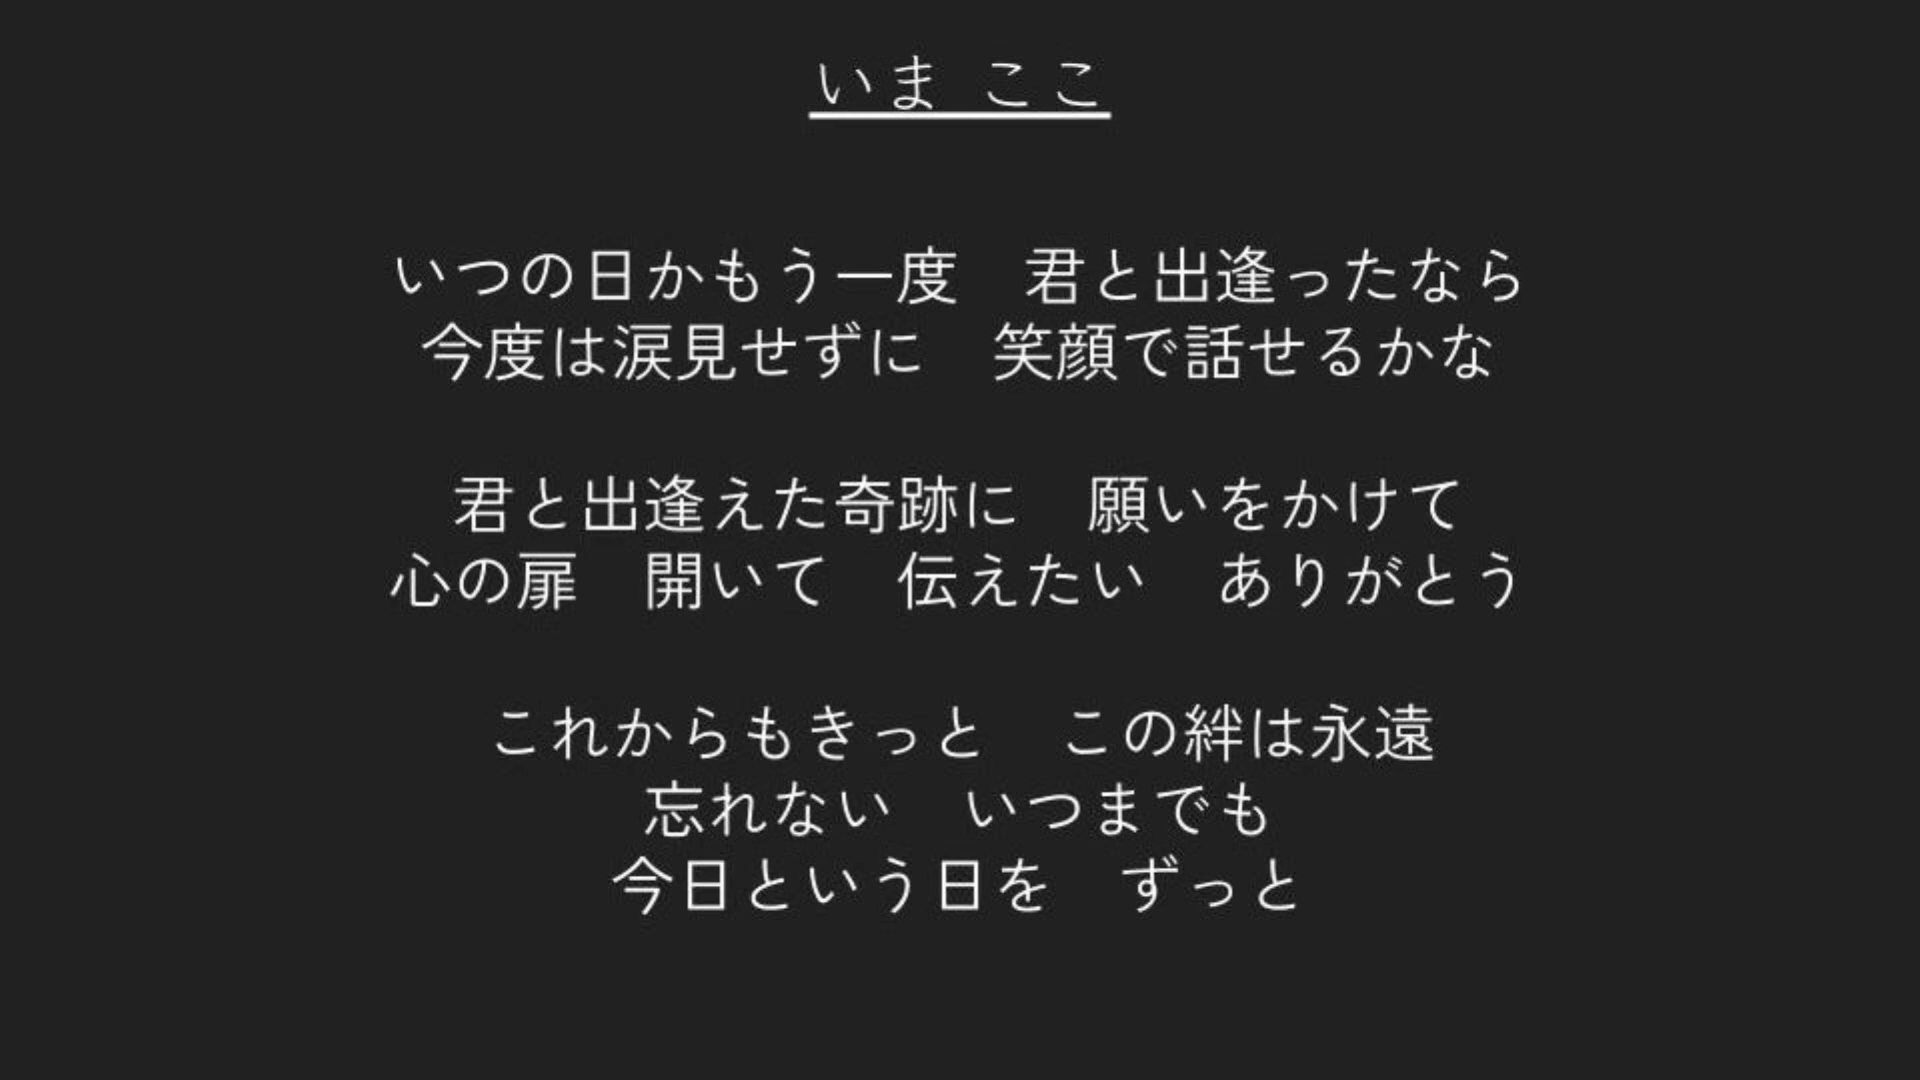 いま ここ
いつの日かもう一度　君と出逢ったなら
今度は涙見せずに　笑顔で話せるかな
君と出逢えた奇跡に　願いをかけて
心の扉　開いて　伝えたい　ありがとう
これからもきっと　この絆は永遠
忘れない　いつまでも
今日という日を　ずっと